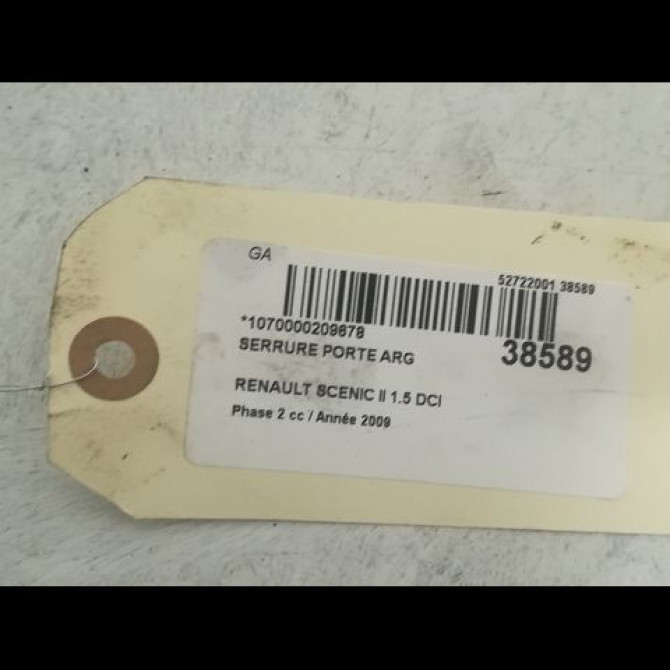 GA
52722001 38589
*1070000209678
38589
SERRURE PORTE ARG
RENAULT SCENIC II 1.5 DCI
Phase 2 cc / Année 2009